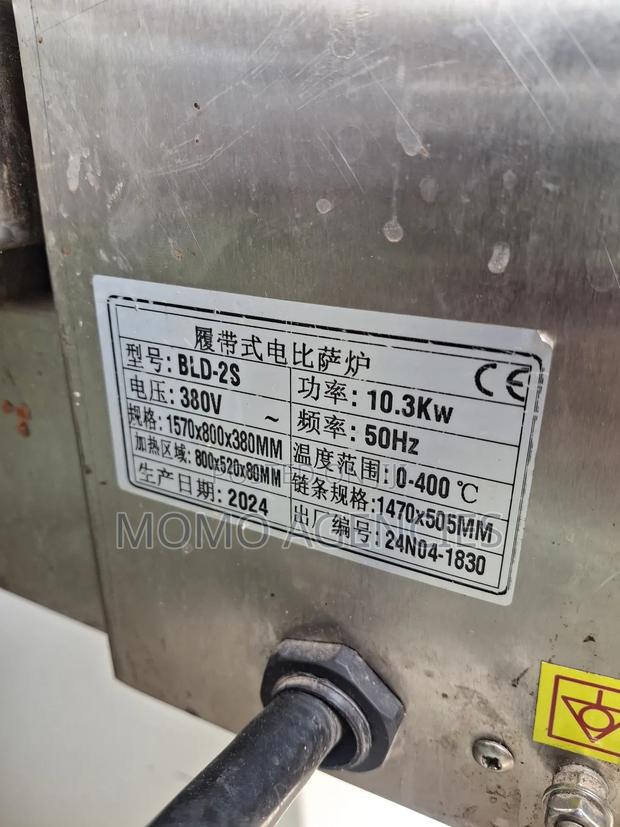 履带式电比萨炉 CE
型号: BLD-2S 功率: 10.3Kw
电压: 380V ~ 频率: 50Hz
规格: 1570x800x380MM 温度范围: 0-400℃
加热区域: 800x520x80MM 链条规格: 1470x505MM
生产日期: 2024 出厂编号: 24N04-1830
MOMO AGENCIES